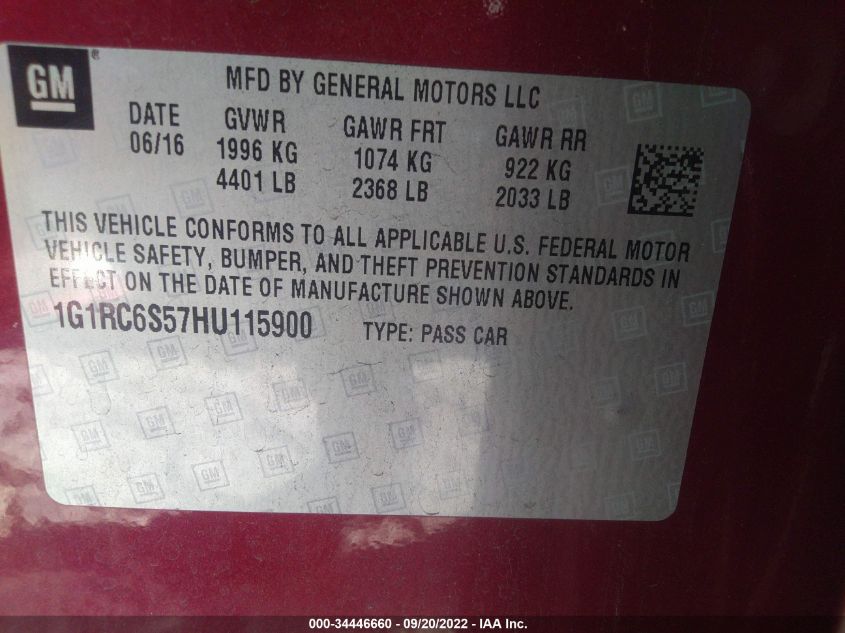 GM ®
MFD BY GENERAL MOTORS LLC
DATE GVWR GAWR FRT GAWR RR
06/16 1996 KG 1074 KG 922 KG
4401 LB 2368 LB 2033 LB
THIS VEHICLE CONFORMS TO ALL APPLICABLE U.S. FEDERAL MOTOR
VEHICLE SAFETY, BUMPER, AND THEFT PREVENTION STANDARDS IN
EFFECT ON THE DATE OF MANUFACTURE SHOWN ABOVE.
1G1RC6S57HU115900 TYPE: PASS CAR
000-34446660 - 09/20/2022 - IAA Inc.